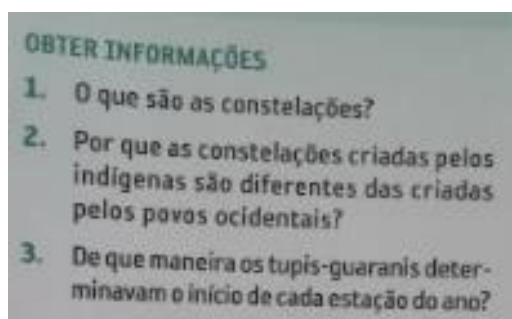 OBTER INFORMAÇÕES
1. O que são as constelações?
2. Por que as constelações criadas pelos
indígenas são diferentes das criadas
pelos povos ocidentais?
3. De que maneira os tupis-guaranis deter-
minavam o início de cada estação do ano?